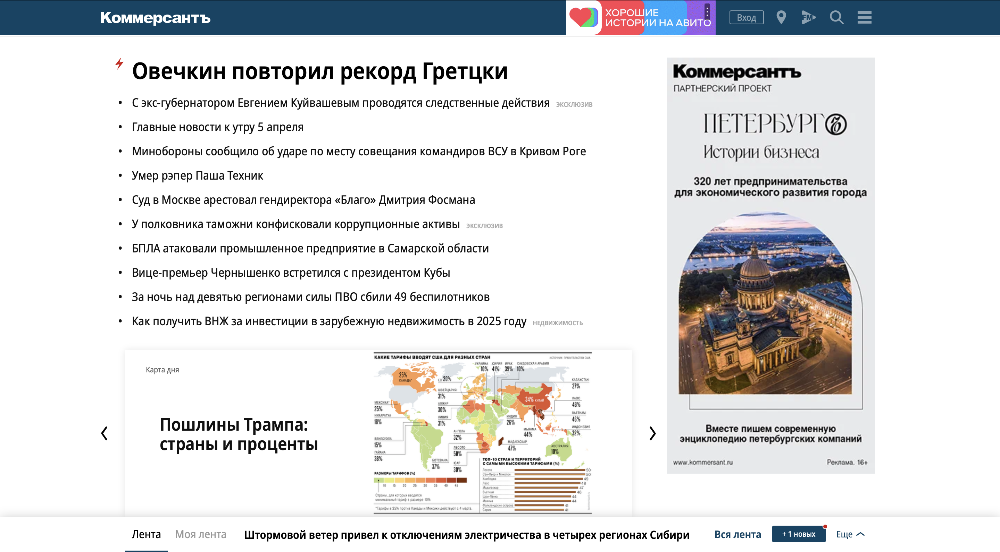 Коммерсантъ
ХОРОШИЕ
ИСТОРИИ НА АВИТО
Вход
FM
Овечкин повторил рекорд Гретцки
• С экс-губернатором Евгением Куйвашевым проводятся следственные действия ЭКСКЛЮЗИВ
• Главные новости к утру 5 апреля
• Минобороны сообщило об ударе по месту совещания командиров ВСУ в Кривом Роге
• Умер рэпер Паша Техник
• Суд в Москве арестовал гендиректора «Благо» Дмитрия Фосмана
• У полковника таможни конфисковали коррупционные активы ЭКСКЛЮЗИВ
• БПЛА атаковали промышленное предприятие в Самарской области
• Вице-премьер Чернышенко встретился с президентом Кубы
• За ночь над девятью регионами силы ПВО сбили 49 беспилотников
• Как получить ВНЖ за инвестиции в зарубежную недвижимость в 2025 году НЕДВИЖИМОСТЬ
Коммерсантъ
ПАРТНЕРСКИЙ ПРОЕКТ
ПЕТЕРБУРГ Ъ
Истории бизнеса
320 лет предпринимательства
для экономического развития города
Вместе пишем современную
энциклопедию петербургских компаний
www.kommersant.ru
Реклама. 16+
Карта дня
Пошлины Трампа:
страны и проценты
КАКИЕ ТАРИФЫ ВВОДЯТ США ДЛЯ РАЗНЫХ СТРАН
ИСТОЧНИК: ПРАВИТЕЛЬСТВО США.
УКРАИНА
10%
СИРИЯ
41%
ИРАК
39%
САУДОВСКАЯ АРАВИЯ
10%
25%
КАНАДА*
ЕС 20%
ШВЕЙЦАРИЯ
31%
АЛЖИР
30%
ЛИВИЯ
31%
КАЗАХСТАН
27%
34% КИТАЙ
ЛАОС
48%
ВЬЕТНАМ
46%
ИНДОНЕЗИЯ
32%
МЕКСИКА*
25%
НИКАРАГУА
18%
ВЕНЕСУЭЛА
15%
ГАЙАНА
38%
АНГОЛА
32%
ЛЕСОТО
50%
БОТСВАНА
37%
ЮАР
30%
ИНДИЯ
26%
МЬЯНМА
44%
МАДАГАСКАР
47%
АВСТРАЛИЯ
10%
РАЗМЕРЫ ТАРИФОВ (%)
10 15 20 25 30 35 40 45
Страны, для которых вводится
минимальный тариф в размере 10%
*Тарифы в 25% против Канады и Мексики действуют с 4 марта.
ТОП-10 СТРАН И ТЕРРИТОРИЙ
С САМЫМИ ВЫСОКИМИ ТАРИФАМИ (%)
Лесото 50
Сен-Пьер и Микелон 50
Камбоджа 49
Лаос 48
Мадагаскар 47
Вьетнам 46
Шри-Ланка 44
Мьянма 44
Фолклендские острова 41
Сирия 41
kommersant.ru
Лента
Моя лента
Штормовой ветер привел к отключениям электричества в четырех регионах Сибири
Вся лента
+ 1 новых
Еще